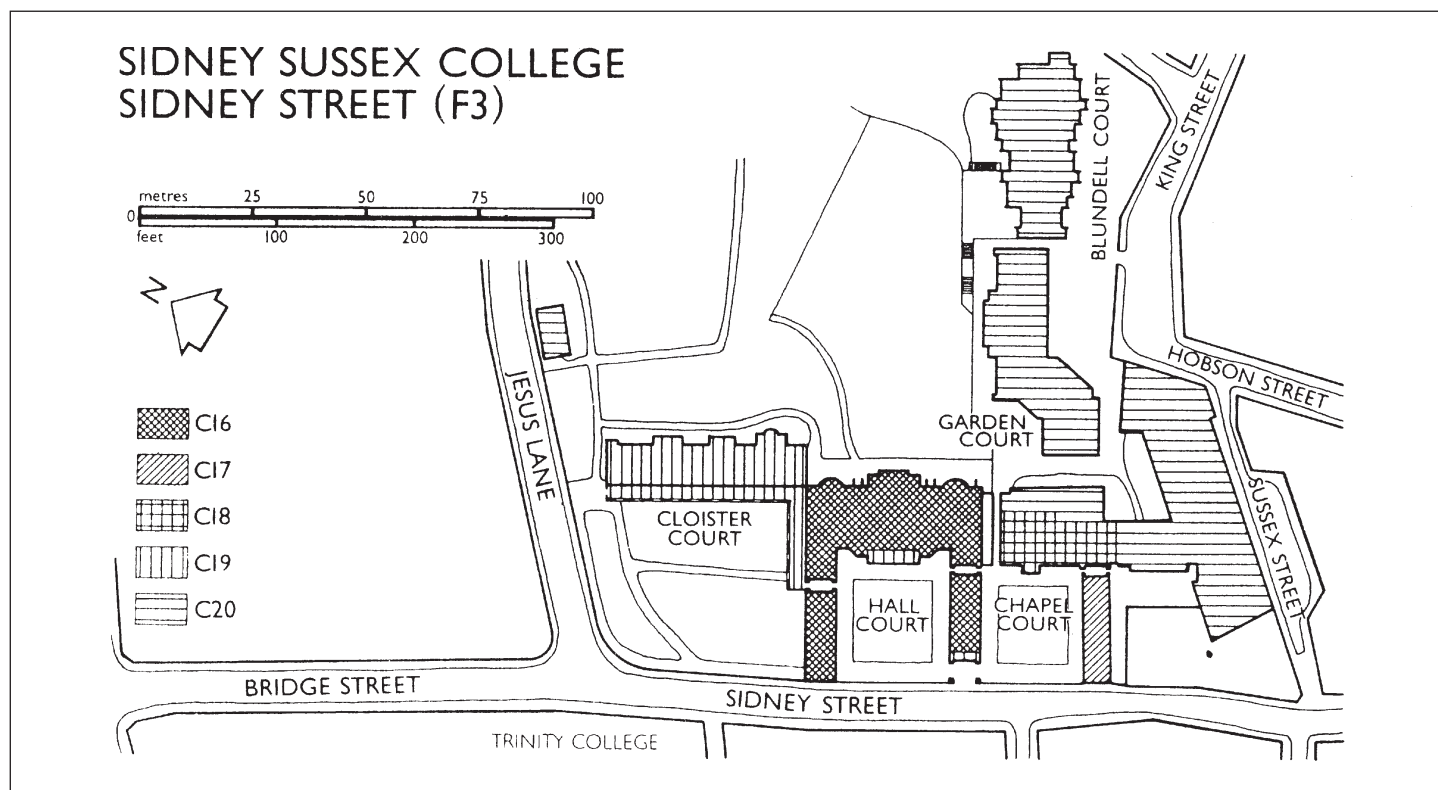 SIDNEY SUSSEX COLLEGE
SIDNEY STREET (F3)
metres 25 50 75 100
0
feet 100 200 300
N
C16
C17
C18
C19
C20
BLUNDELL COURT
KING STREET
HOBSON STREET
JESUS LANE
GARDEN
COURT
SUSSEX STREET
CLOISTER
COURT
HALL
COURT
CHAPEL
COURT
BRIDGE STREET
SIDNEY STREET
TRINITY COLLEGE